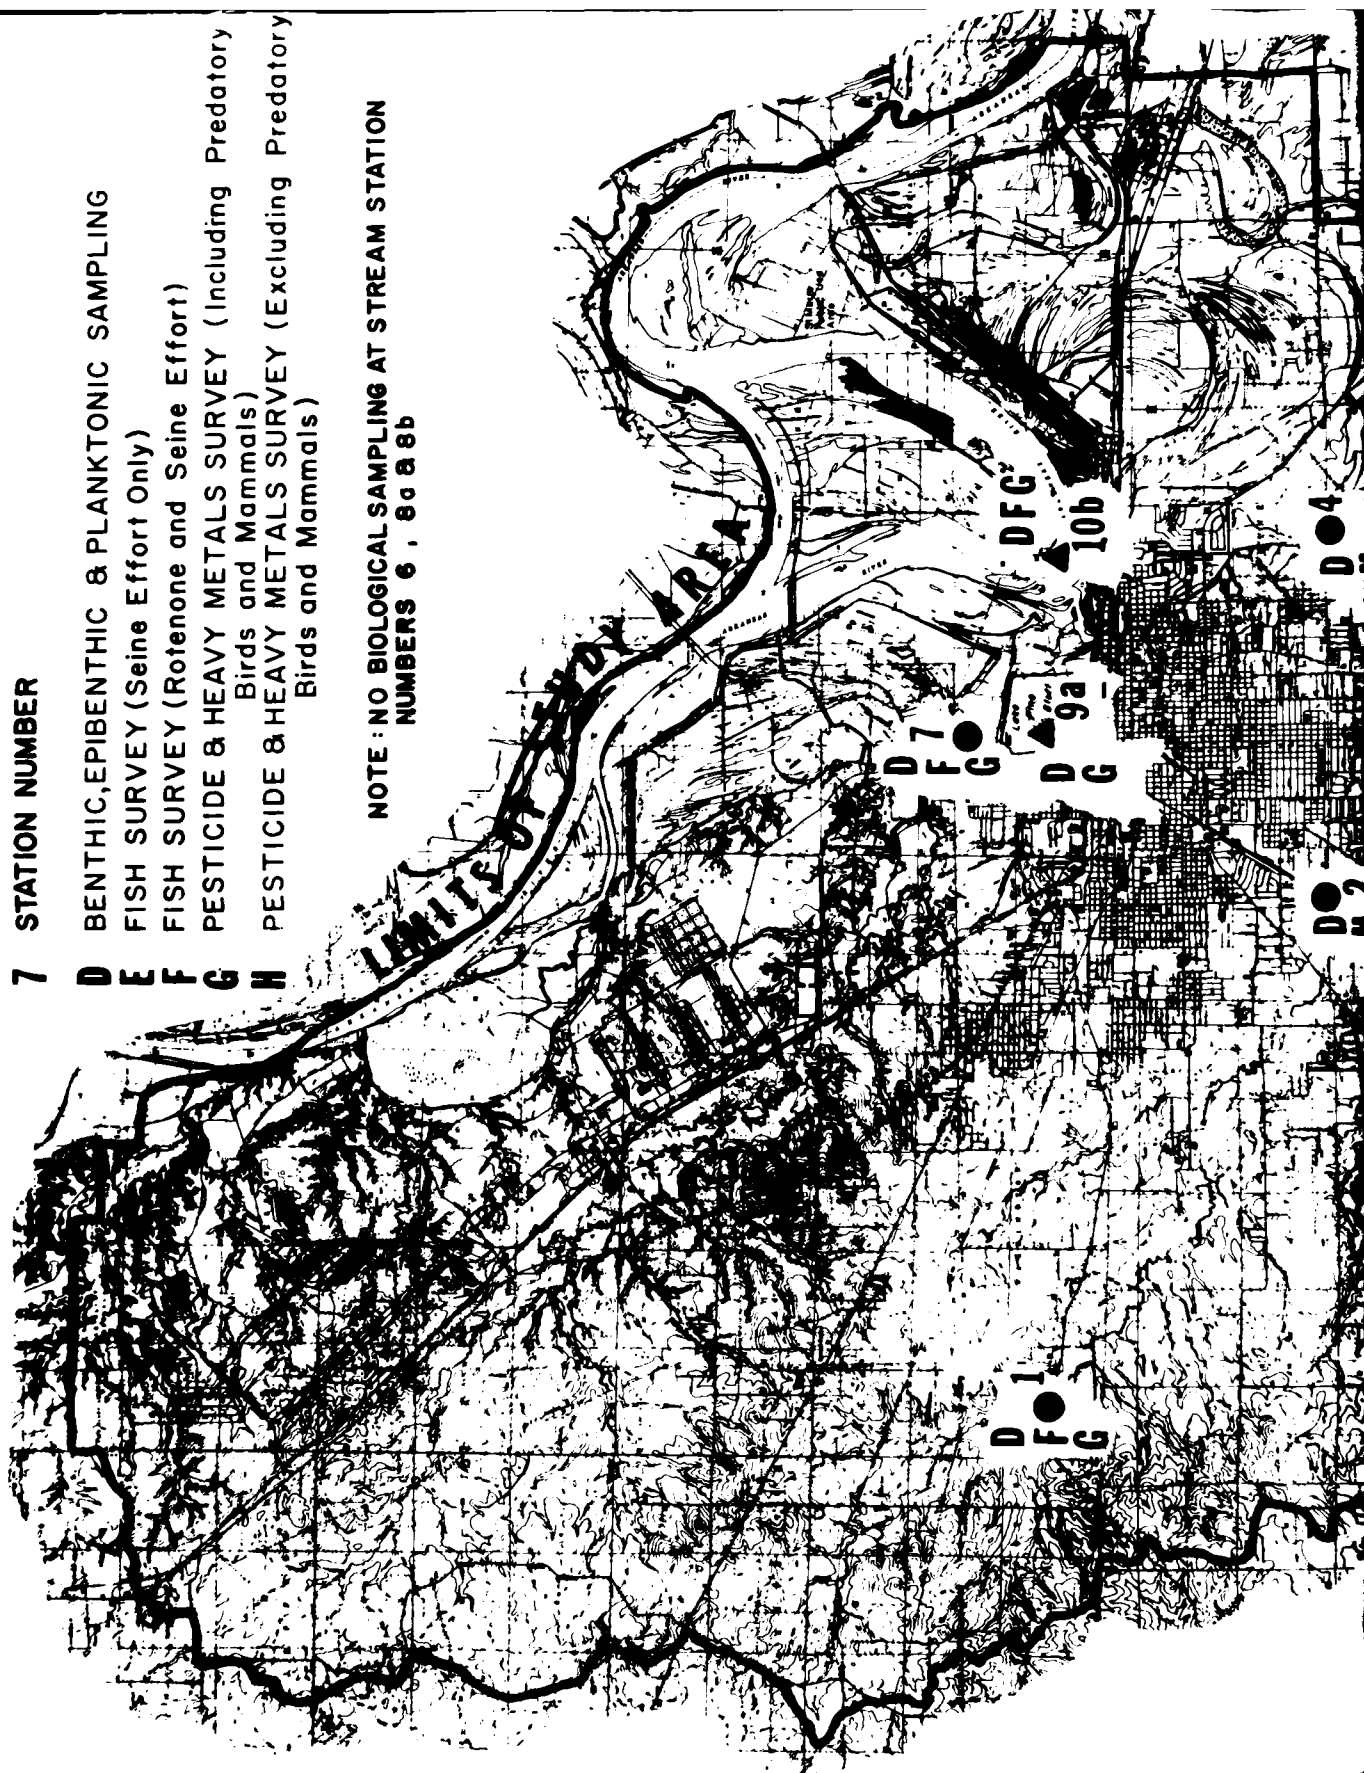 7 STATION NUMBER
D BENTHIC, EPIBENTHIC & PLANKTONIC SAMPLING
E FISH SURVEY (Seine Effort Only)
F FISH SURVEY (Rotenone and Seine Effort)
G PESTICIDE & HEAVY METALS SURVEY (Including Predatory
Birds and Mammals)
H PESTICIDE & HEAVY METALS SURVEY (Excluding Predatory
Birds and Mammals)
NOTE : NO BIOLOGICAL SAMPLING AT STREAM STATION
NUMBERS 6 , 8a & 8b
LIMITS OF STUDY AREA
ARKANSAS
RIVER
DFG
10b
D 7
F
G
9a
D
G
D 4
D
2
D 1
F
G